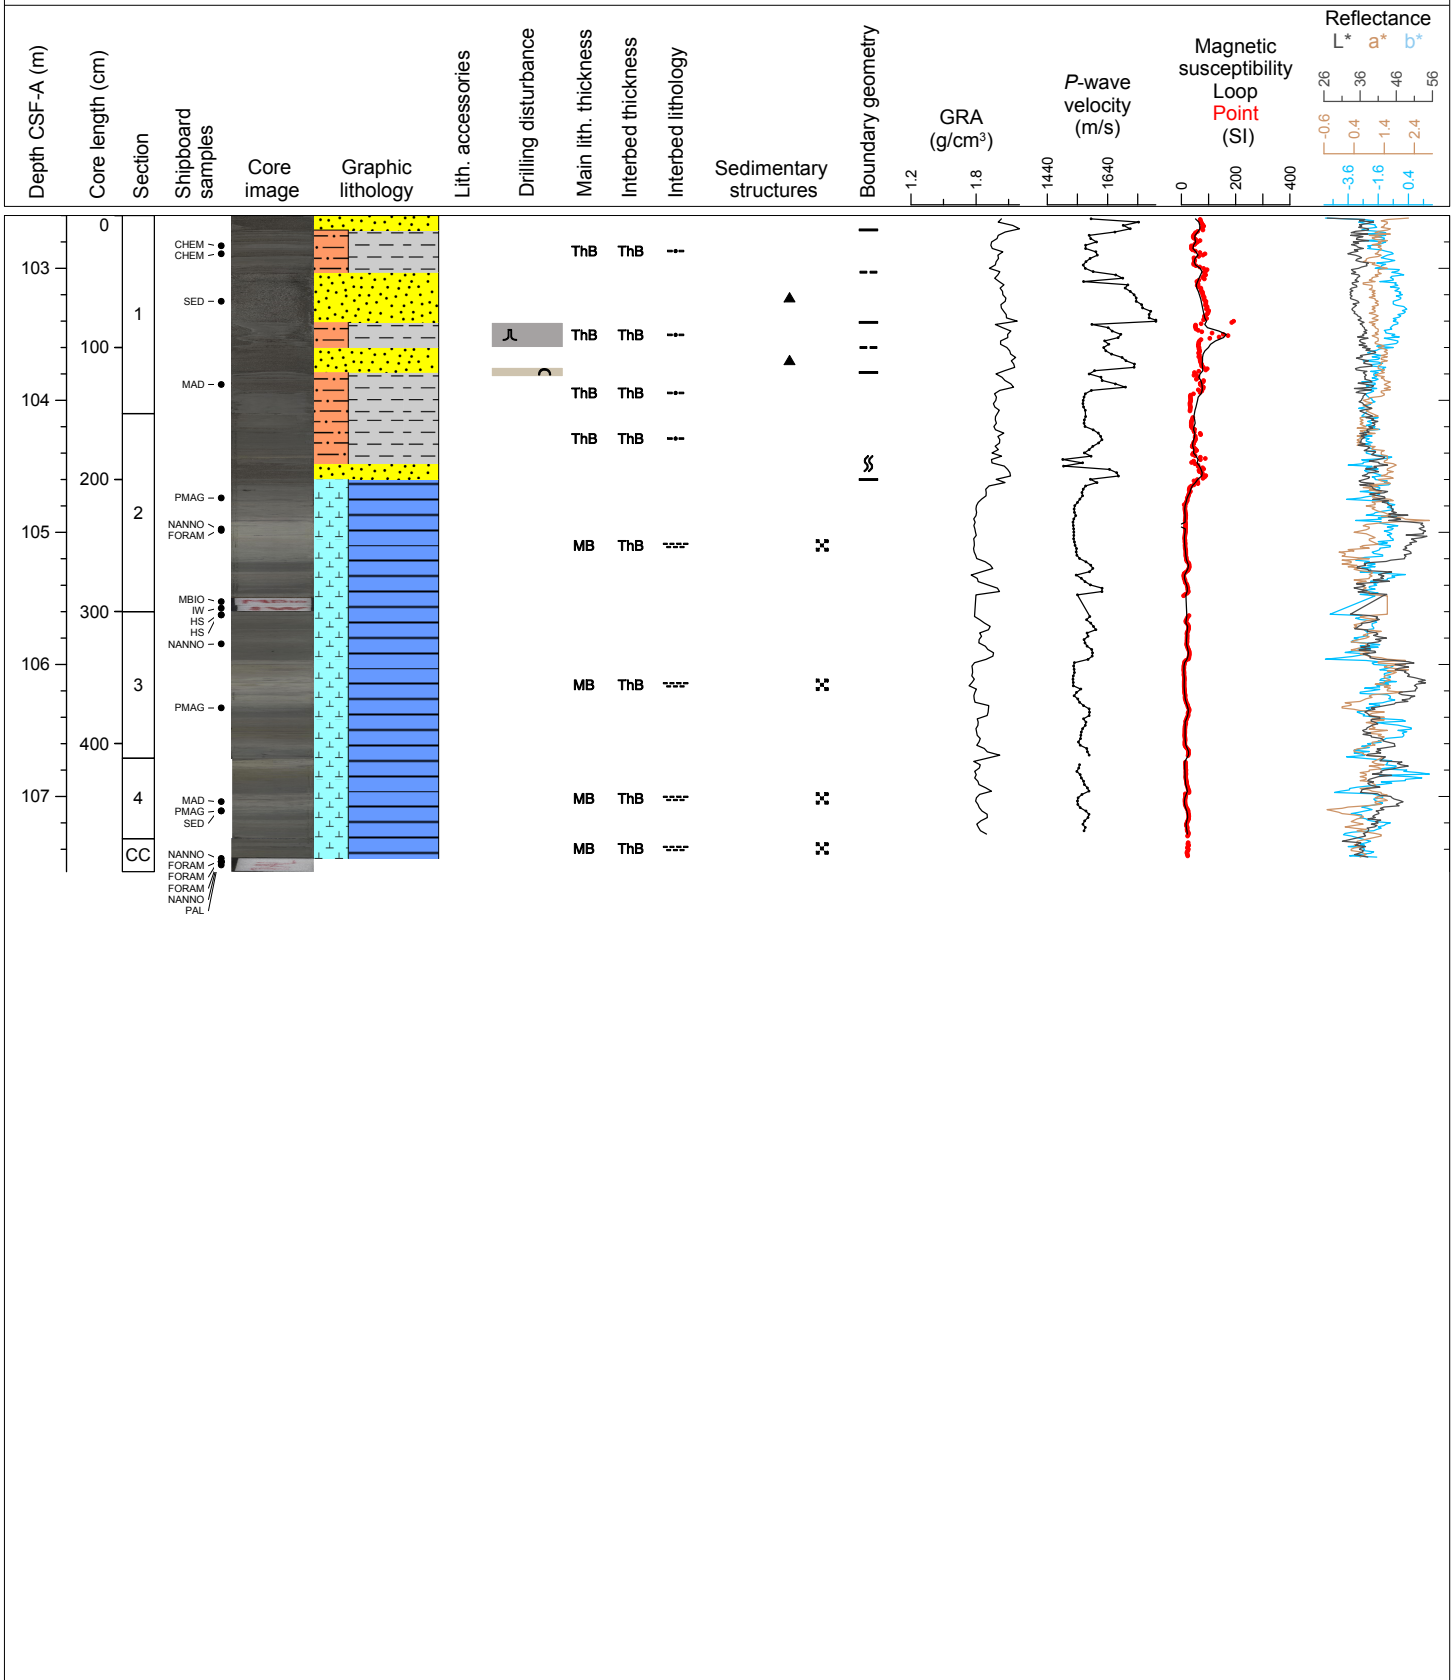 Depth CSF-A (m)
Core length (cm)
Section
Shipboard
samples
Core
image
Graphic
lithology
Lith. accessories
Drilling disturbance
Main lith. thickness
Interbed thickness
Interbed lithology
Sedimentary
structures
Boundary geometry
GRA
(g/cm³)
1.2
1.8
P-wave
velocity
(m/s)
1440
1640
Magnetic
susceptibility
Loop
Point
(SI)
0
200
400
Reflectance
L* a* b*
26
36
46
56
-0.6
0.4
1.4
2.4
-3.6
-1.6
0.4
0
CHEM
CHEM
ThB ThB
103
SED
1
ThB ThB
100
MAD
ThB ThB
104
ThB ThB
200
PMAG
2
NANNO
FORAM
105
MB ThB
MBIO
IW
300
HS
HS
NANNO
106
3
MB ThB
PMAG
400
107
4
MAD
PMAG
SED
MB ThB
CC
MB ThB
NANNO
FORAM
FORAM
FORAM
NANNO
PAL